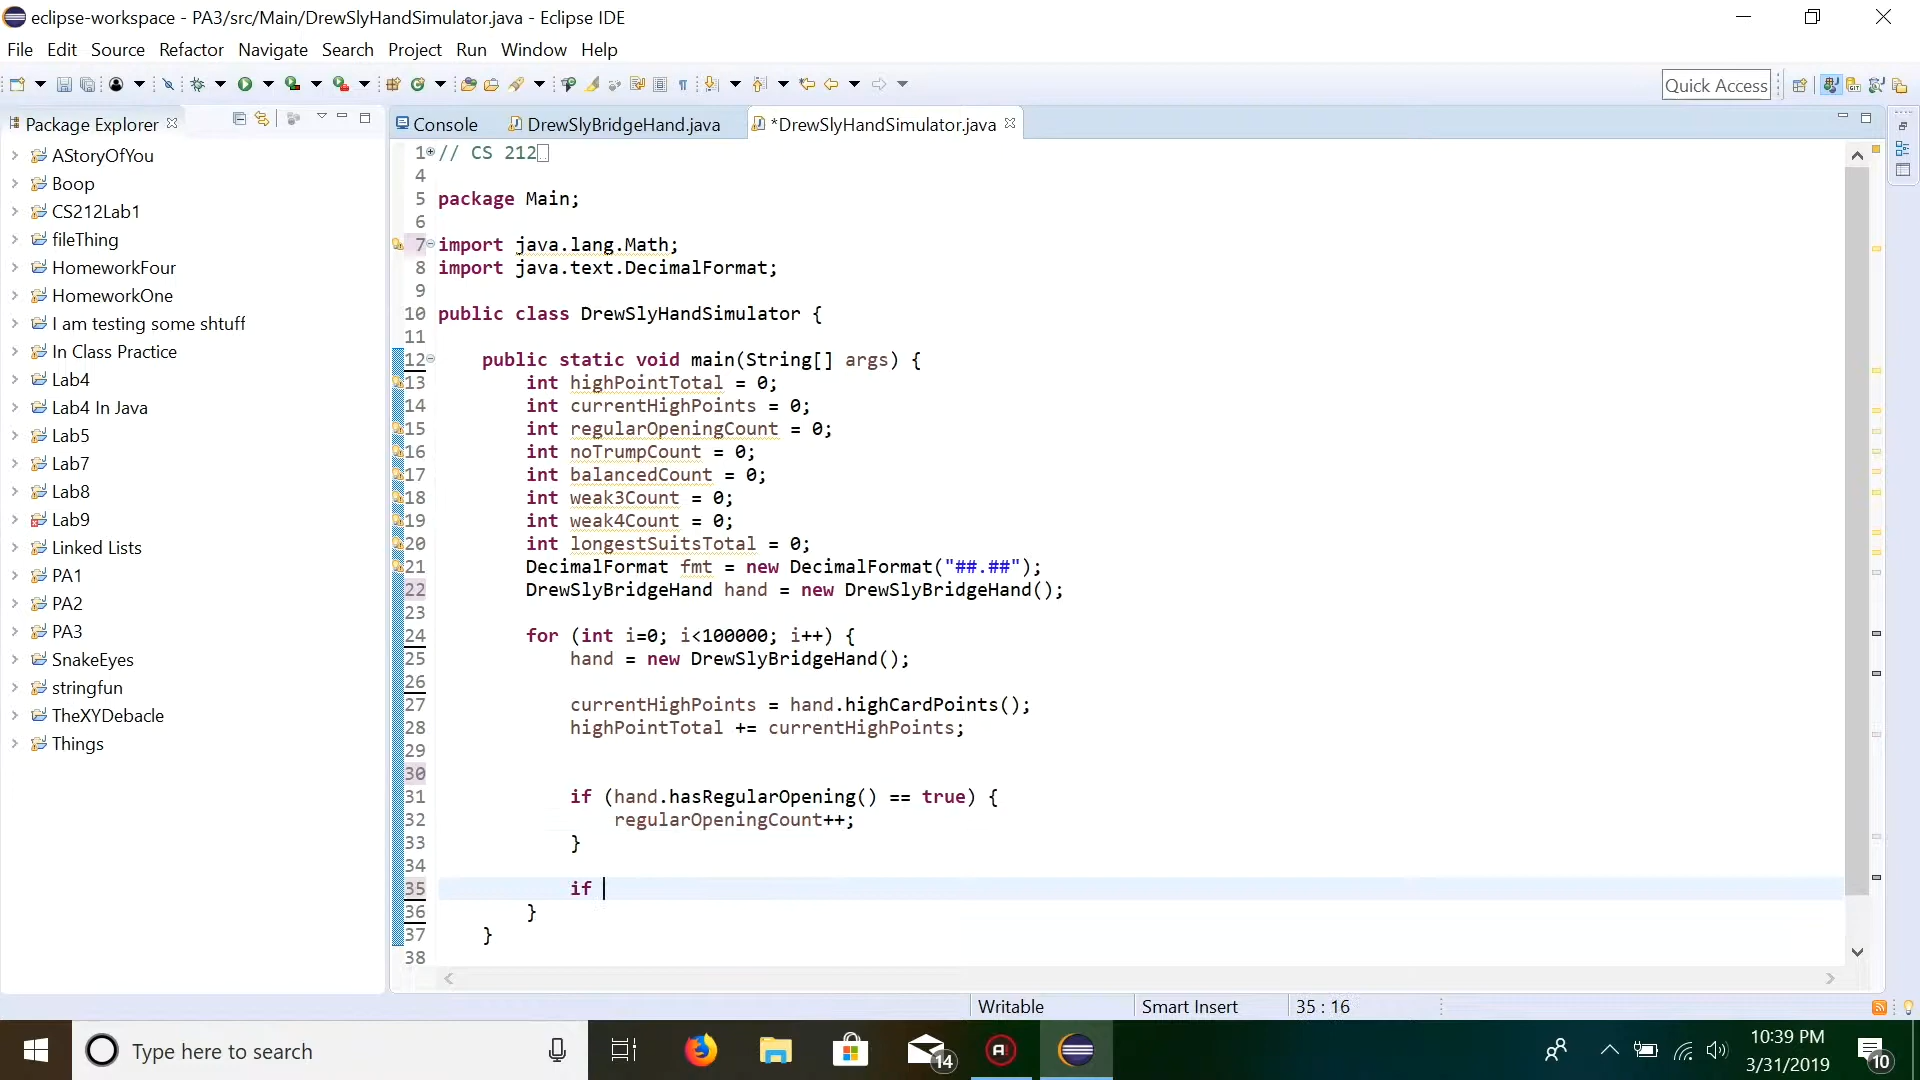 eclipse-workspace - PA3/src/Main/DrewSlyHandSimulator.java - Eclipse IDE
File Edit Source Refactor Navigate Search Project Run Window Help
Quick Access
Package Explorer
AStoryOfYou
Boop
CS212Lab1
fileThing
HomeworkFour
HomeworkOne
I am testing some shtuff
In Class Practice
Lab4
Lab4 In Java
Lab5
Lab7
Lab8
Lab9
Linked Lists
PA1
PA2
PA3
SnakeEyes
stringfun
TheXYDebacle
Things
Console DrewSlyBridgeHand.java *DrewSlyHandSimulator.java
1 // CS 212
4
5 package Main;
6
7 import java.lang.Math;
8 import java.text.DecimalFormat;
9
10 public class DrewSlyHandSimulator {
11
12 public static void main(String[] args) {
13 int highPointTotal = 0;
14 int currentHighPoints = 0;
15 int regularOpeningCount = 0;
16 int noTrumpCount = 0;
17 int balancedCount = 0;
18 int weak3Count = 0;
19 int weak4Count = 0;
20 int longestSuitsTotal = 0;
21 DecimalFormat fmt = new DecimalFormat("##.##");
22 DrewSlyBridgeHand hand = new DrewSlyBridgeHand();
23
24 for (int i=0; i<100000; i++) {
25 hand = new DrewSlyBridgeHand();
26
27 currentHighPoints = hand.highCardPoints();
28 highPointTotal += currentHighPoints;
29
30
31 if (hand.hasRegularOpening() == true) {
32 regularOpeningCount++;
33 }
34
35 if
36 }
37 }
38
Writable Smart Insert 35 : 16
Type here to search
14
A
10:39 PM
3/31/2019
10